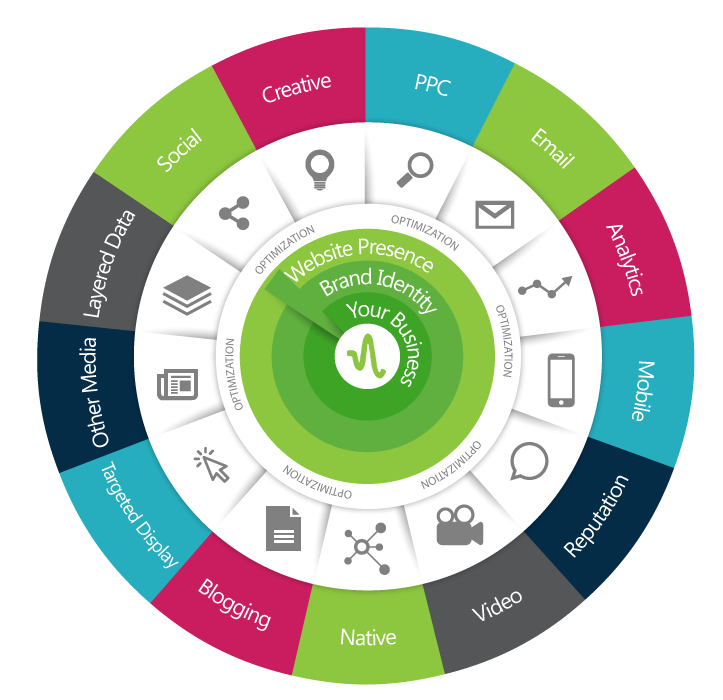 Creative
PPC
Email
Analytics
Mobile
Reputation
Video
Native
Blogging
Targeted Display
Other Media
Layered Data
Social
OPTIMIZATION
OPTIMIZATION
OPTIMIZATION
OPTIMIZATION
OPTIMIZATION
OPTIMIZATION
Website Presence
Brand Identity
Your Business